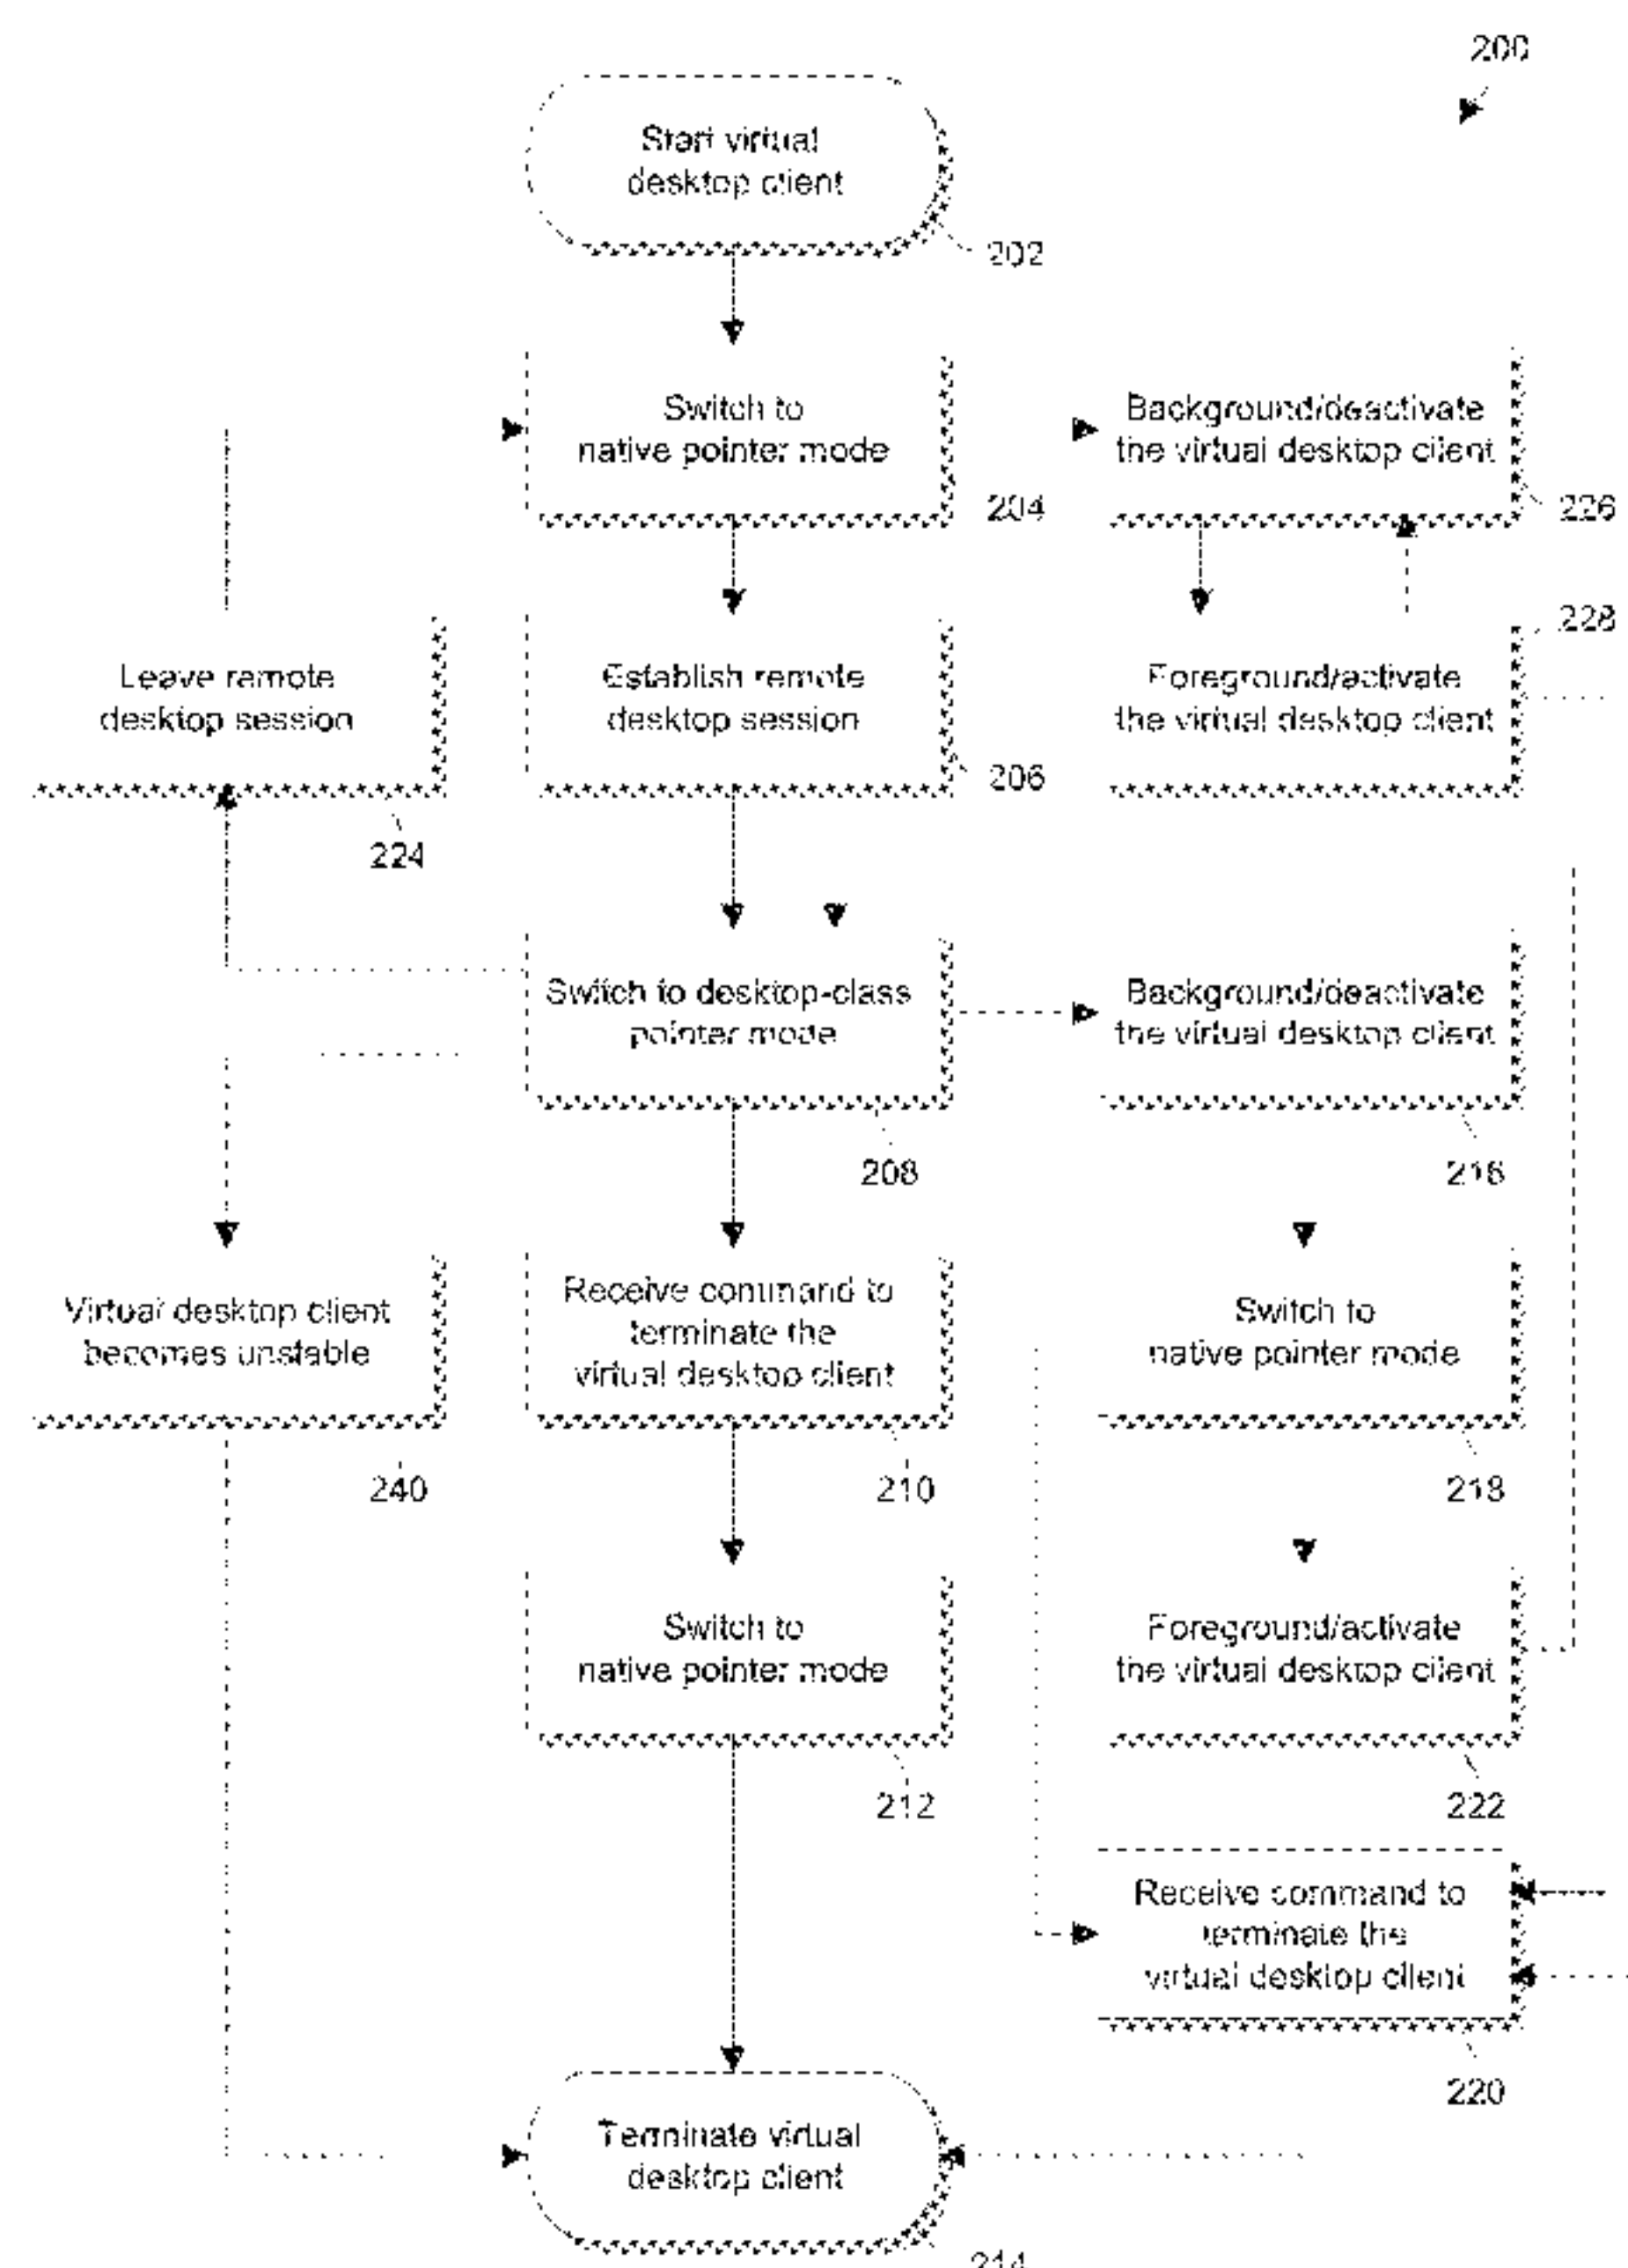 200
Start virtual
desktop client
202
Switch to
native pointer mode
204
Background/deactivate
the virtual desktop client
226
228
Leave remote
desktop session
224
Establish remote
desktop session
206
Foreground/activate
the virtual desktop client
Switch to desktop-class
pointer mode
208
Background/deactivate
the virtual desktop client
216
Virtual desktop client
becomes unstable
240
Receive command to
terminate the
virtual desktop client
210
Switch to
native pointer mode
218
Switch to
native pointer mode
212
Foreground/activate
the virtual desktop client
222
Receive command to
terminate the
virtual desktop client
220
Terminate virtual
desktop client
214